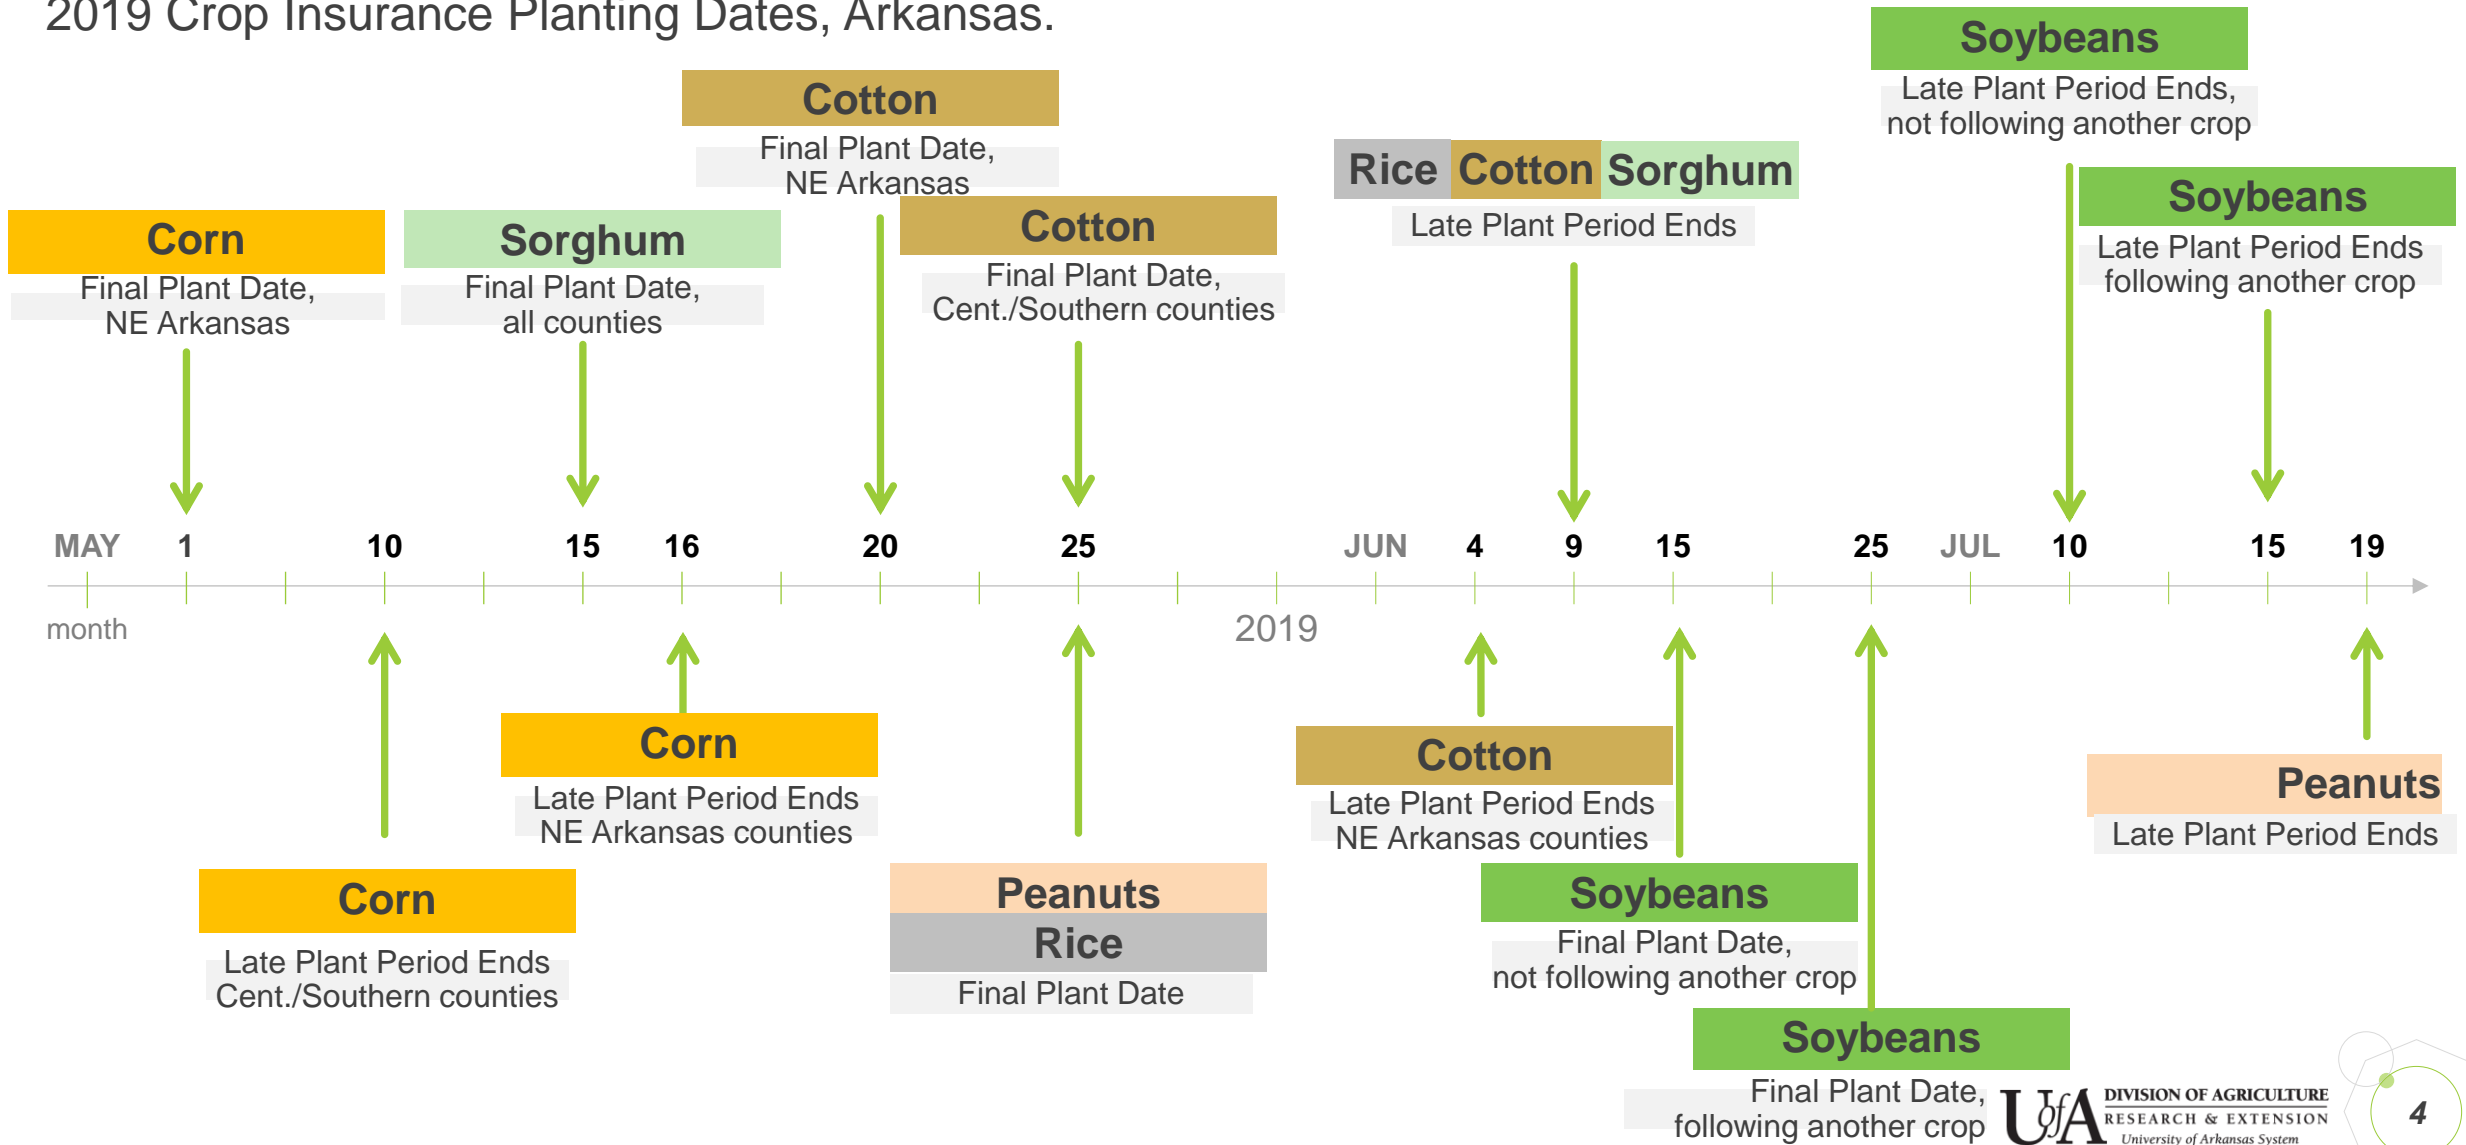 2019 Crop Insurance Planting Dates, Arkansas.
Soybeans
Late Plant Period Ends,
not following another crop
Cotton
Final Plant Date,
NE Arkansas
Rice Cotton Sorghum
Late Plant Period Ends
Soybeans
Late Plant Period Ends
following another crop
Corn
Final Plant Date,
NE Arkansas
Sorghum
Final Plant Date,
all counties
Cotton
Final Plant Date,
Cent./Southern counties
MAY 1 10 15 16 20 25 JUN 4 9 15 25 JUL 10 15 19
month
2019
Corn
Late Plant Period Ends
NE Arkansas counties
Cotton
Late Plant Period Ends
NE Arkansas counties
Peanuts
Late Plant Period Ends
Corn
Late Plant Period Ends
Cent./Southern counties
Peanuts
Rice
Final Plant Date
Soybeans
Final Plant Date,
not following another crop
Soybeans
Final Plant Date,
following another crop
UofA
DIVISION OF AGRICULTURE
RESEARCH & EXTENSION
University of Arkansas System
4